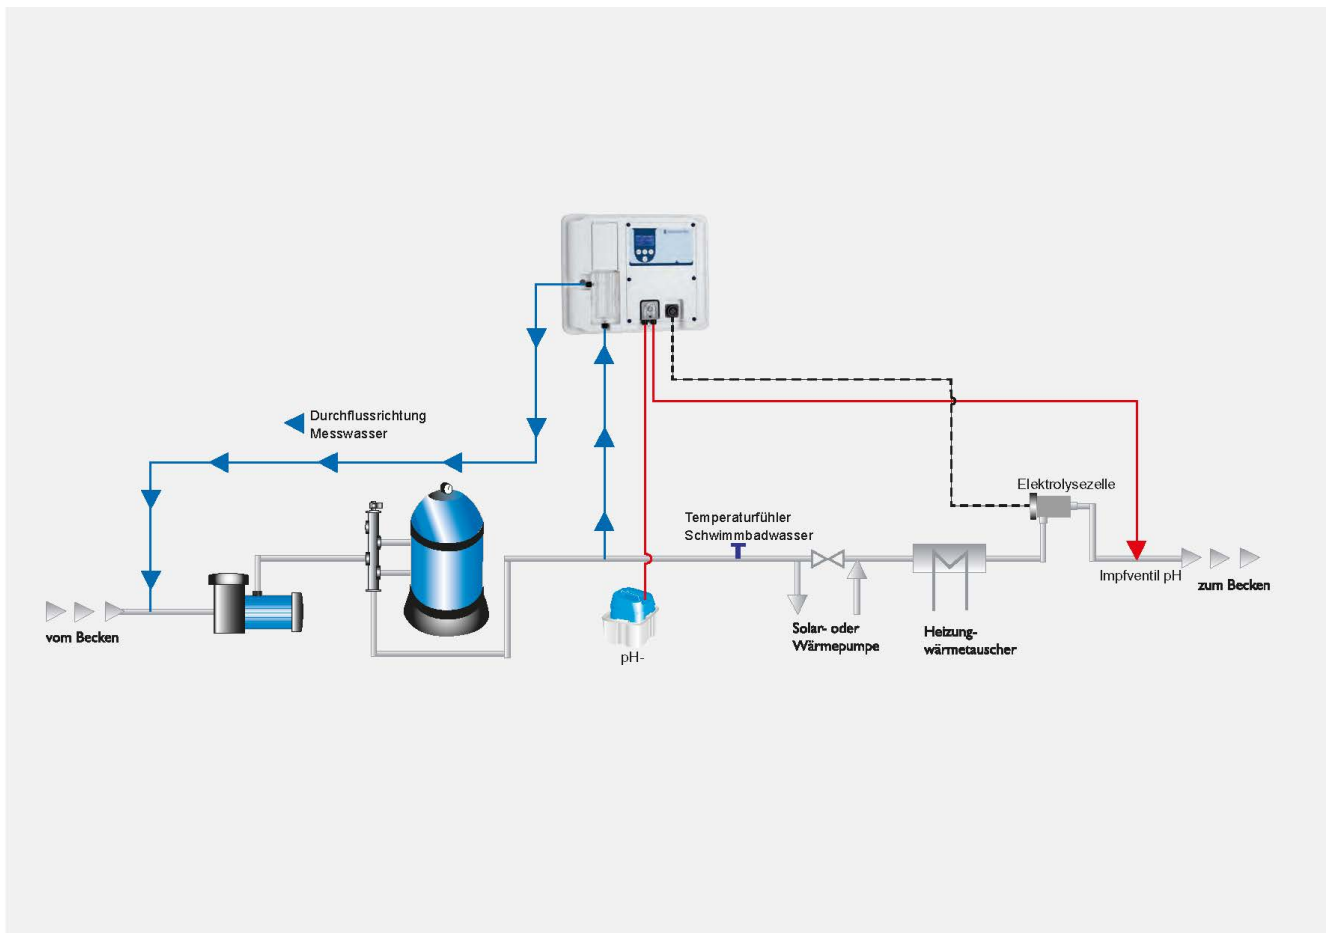 Durchflussrichtung
Messwasser
Elektrolysezelle
Temperaturfühler
Schwimmbadwasser
Impfventil pH
zum Becken
vom Becken
Solar- oder
Wärmepumpe
Heizung-
wärmetauscher
pH-